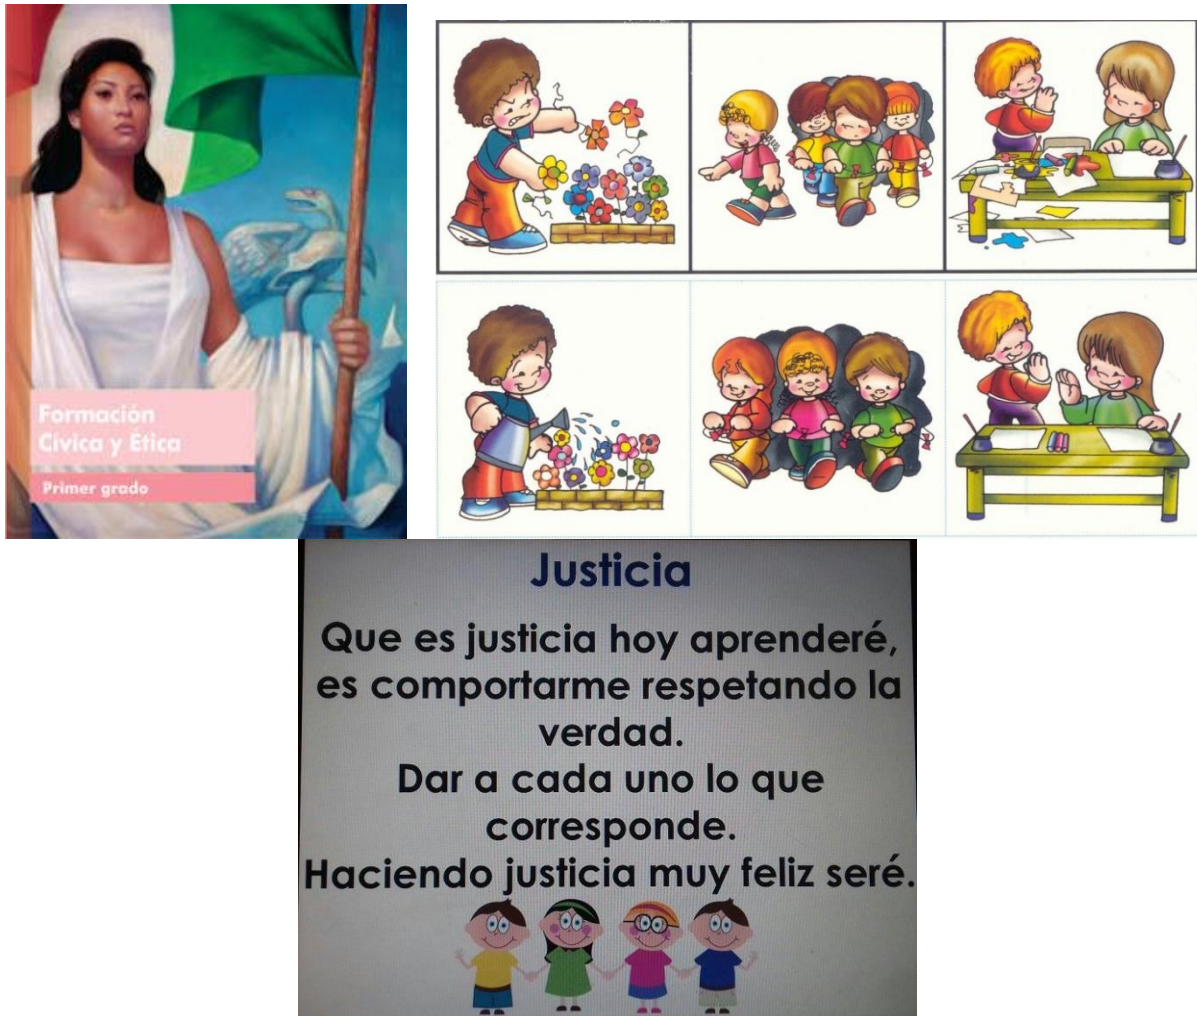 Formación
Cívica y Ética
Primer grado
Justicia
Que es justicia hoy aprenderé,
es comportarme respetando la
verdad.
Dar a cada uno lo que
corresponde.
Haciendo justicia muy feliz seré.